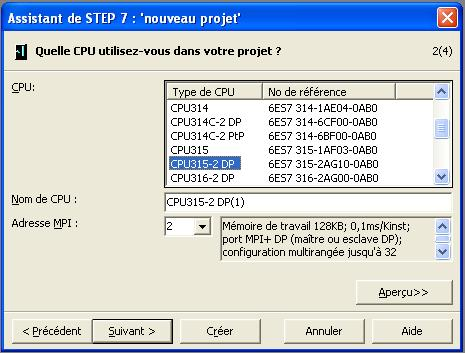 Assistant de STEP 7 : 'nouveau projet'
Quelle CPU utilisez-vous dans votre projet ? 2(4)
CPU:
Type de CPU No de référence
CPU314 6ES7 314-1AE04-0AB0
CPU314C-2 DP 6ES7 314-6CF00-0AB0
CPU314C-2 PtP 6ES7 314-6BF00-0AB0
CPU315 6ES7 315-1AF03-0AB0
CPU315-2 DP 6ES7 315-2AG10-0AB0
CPU316-2 DP 6ES7 316-2AG00-0AB0
Nom de CPU : CPU315-2 DP(1)
Adresse MPI : 2 Mémoire de travail 128KB; 0,1ms/Kinst;
port MPI+ DP (maître ou esclave DP);
configuration multirangée jusqu'à 32
Aperçu>>
< Précédent Suivant > Créer Annuler Aide